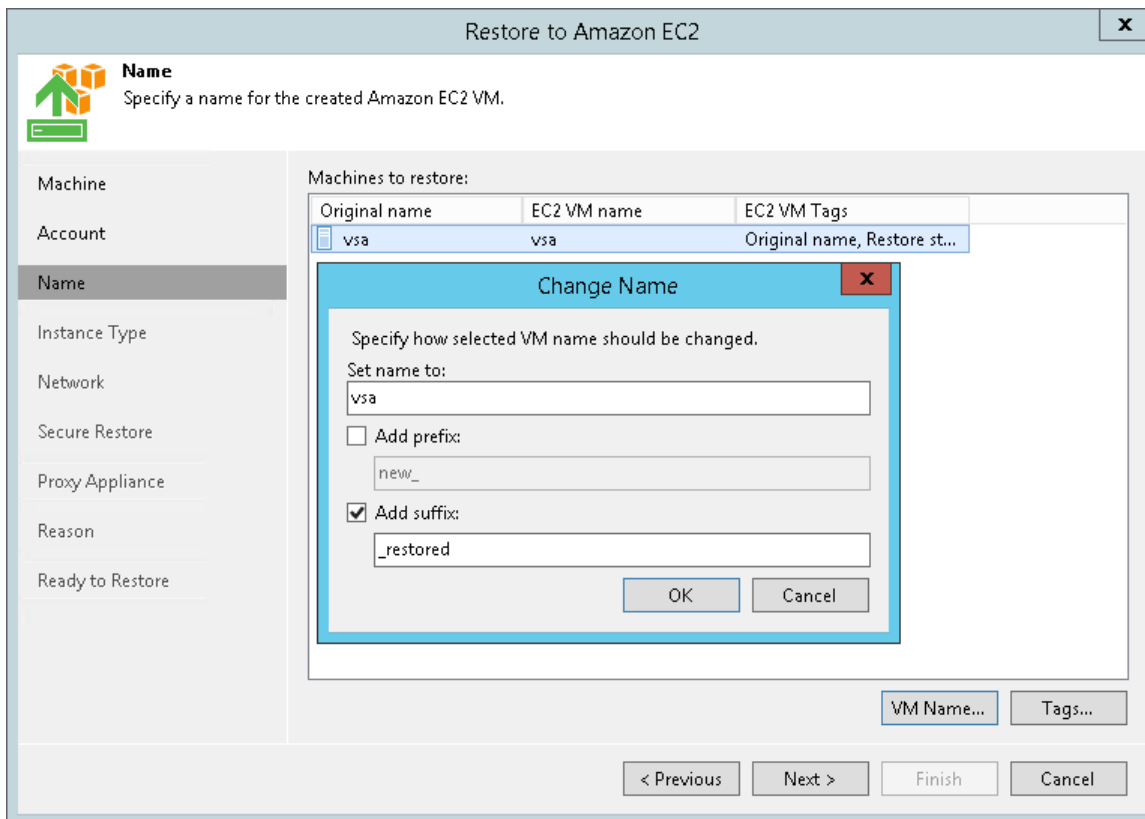 Restore to Amazon EC2
x
Name
Specify a name for the created Amazon EC2 VM.
Machine
Account
Name
Instance Type
Network
Secure Restore
Proxy Appliance
Reason
Ready to Restore
Machines to restore:
Original name EC2 VM name EC2 VM Tags
vsa vsa Original name, Restore st...
Change Name
x
Specify how selected VM name should be changed.
Set name to:
vsa
Add prefix:
new_
Add suffix:
_restored
OK Cancel
VM Name... Tags...
< Previous Next > Finish Cancel